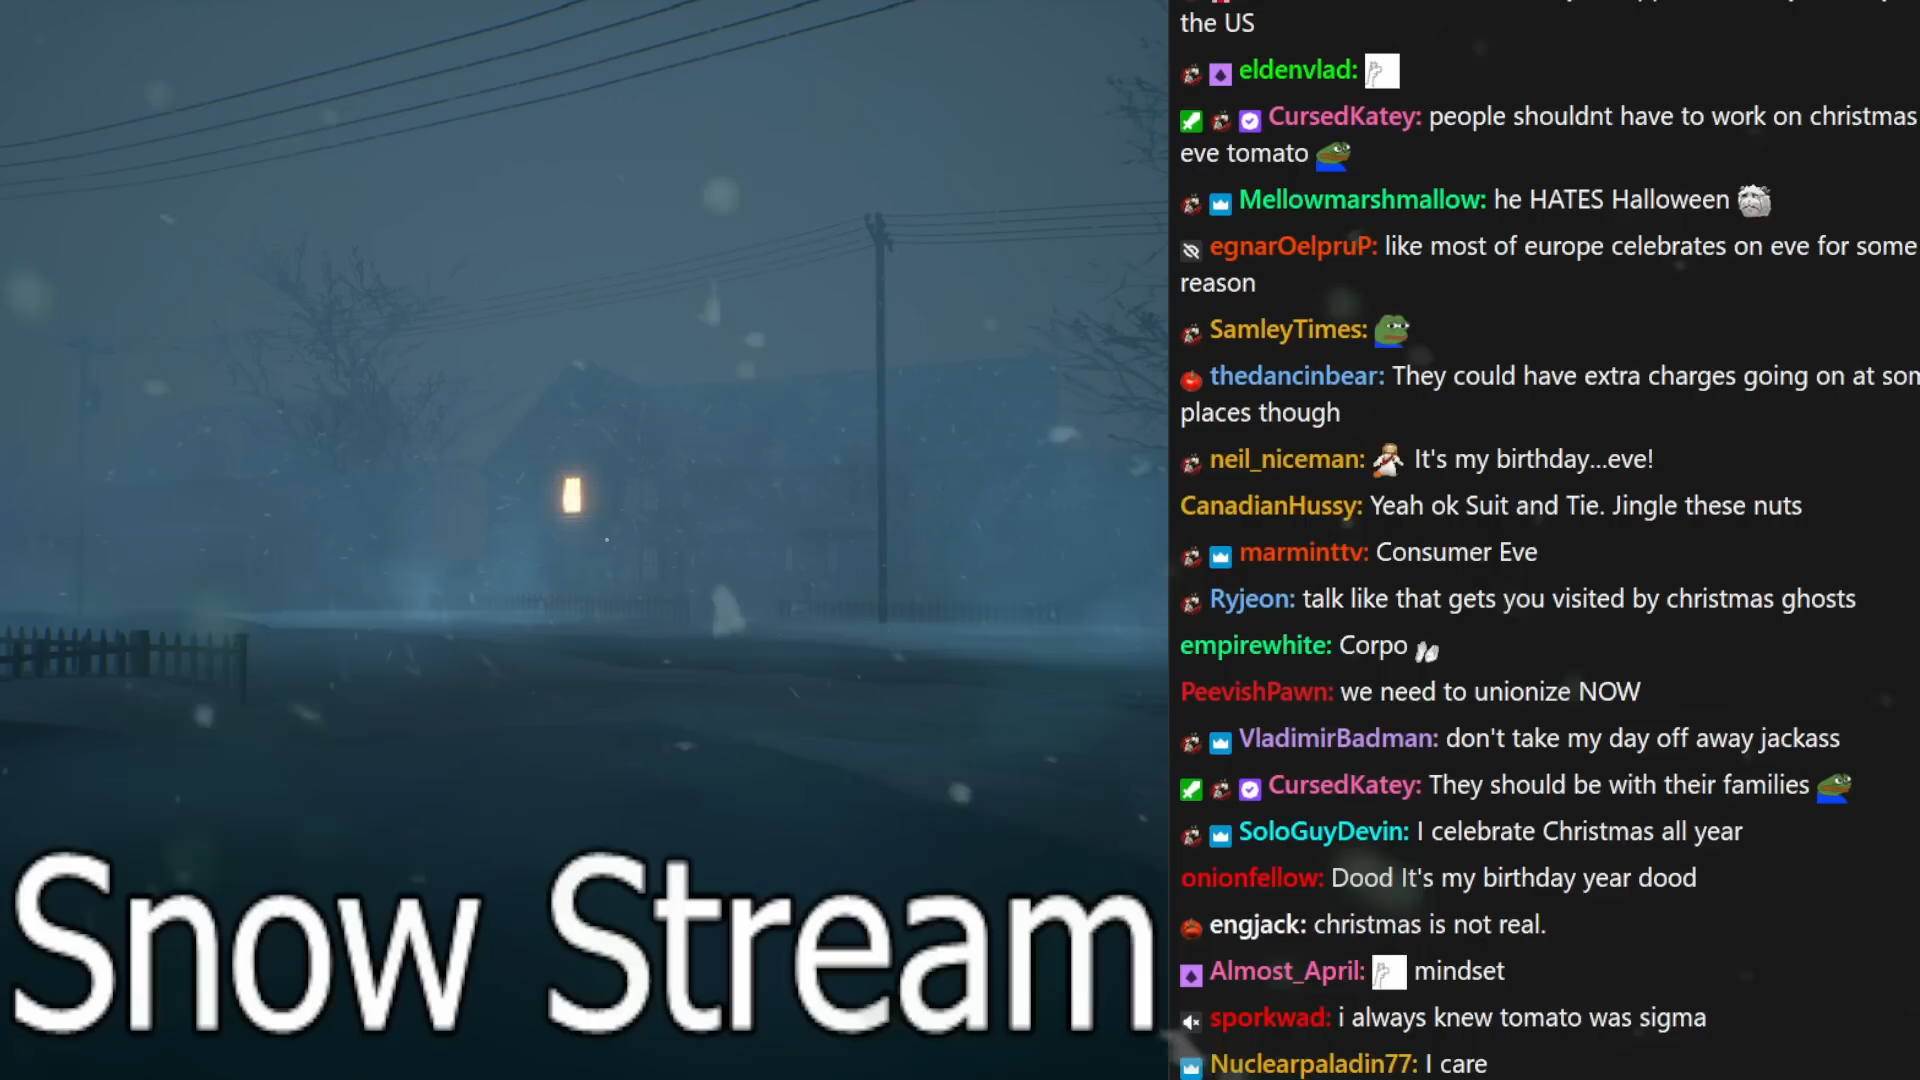 the US
eldenvlad:
CursedKatey: people shouldnt have to work on christmas
eve tomato
Mellowmarshmallow: he HATES Halloween
egnarOelpruP: like most of europe celebrates on eve for some
reason
SamleyTimes:
thedancinbear: They could have extra charges going on at
places though
neil_niceman: It's my birthday...eve!
CanadianHussy: Yeah ok Suit and Tie. Jingle these nuts
marminttv: Consumer Eve
Ryjeon: talk like that gets you visited by christmas ghosts
empirewhite: Corpo
PeevishPawn: we need to unionize NOW
VladimirBadman: don't take my day off away jackass
CursedKatey: They should be with their families
SoloGuyDevin: I celebrate Christmas all year
onionfellow: Dood It's my birthday year dood
engjack: christmas is not real.
Almost_April: mindset
sporkwad: i always knew tomato was sigma
Nuclearpaladin77: I care
Snow Stream